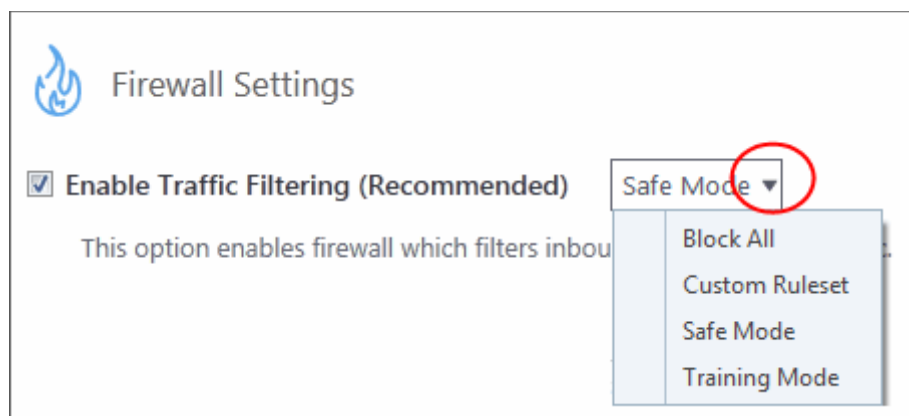 Firewall Settings
Enable Traffic Filtering (Recommended)
Safe Mode
This option enables firewall which filters
Block All
Custom Ruleset
Safe Mode
Training Mode